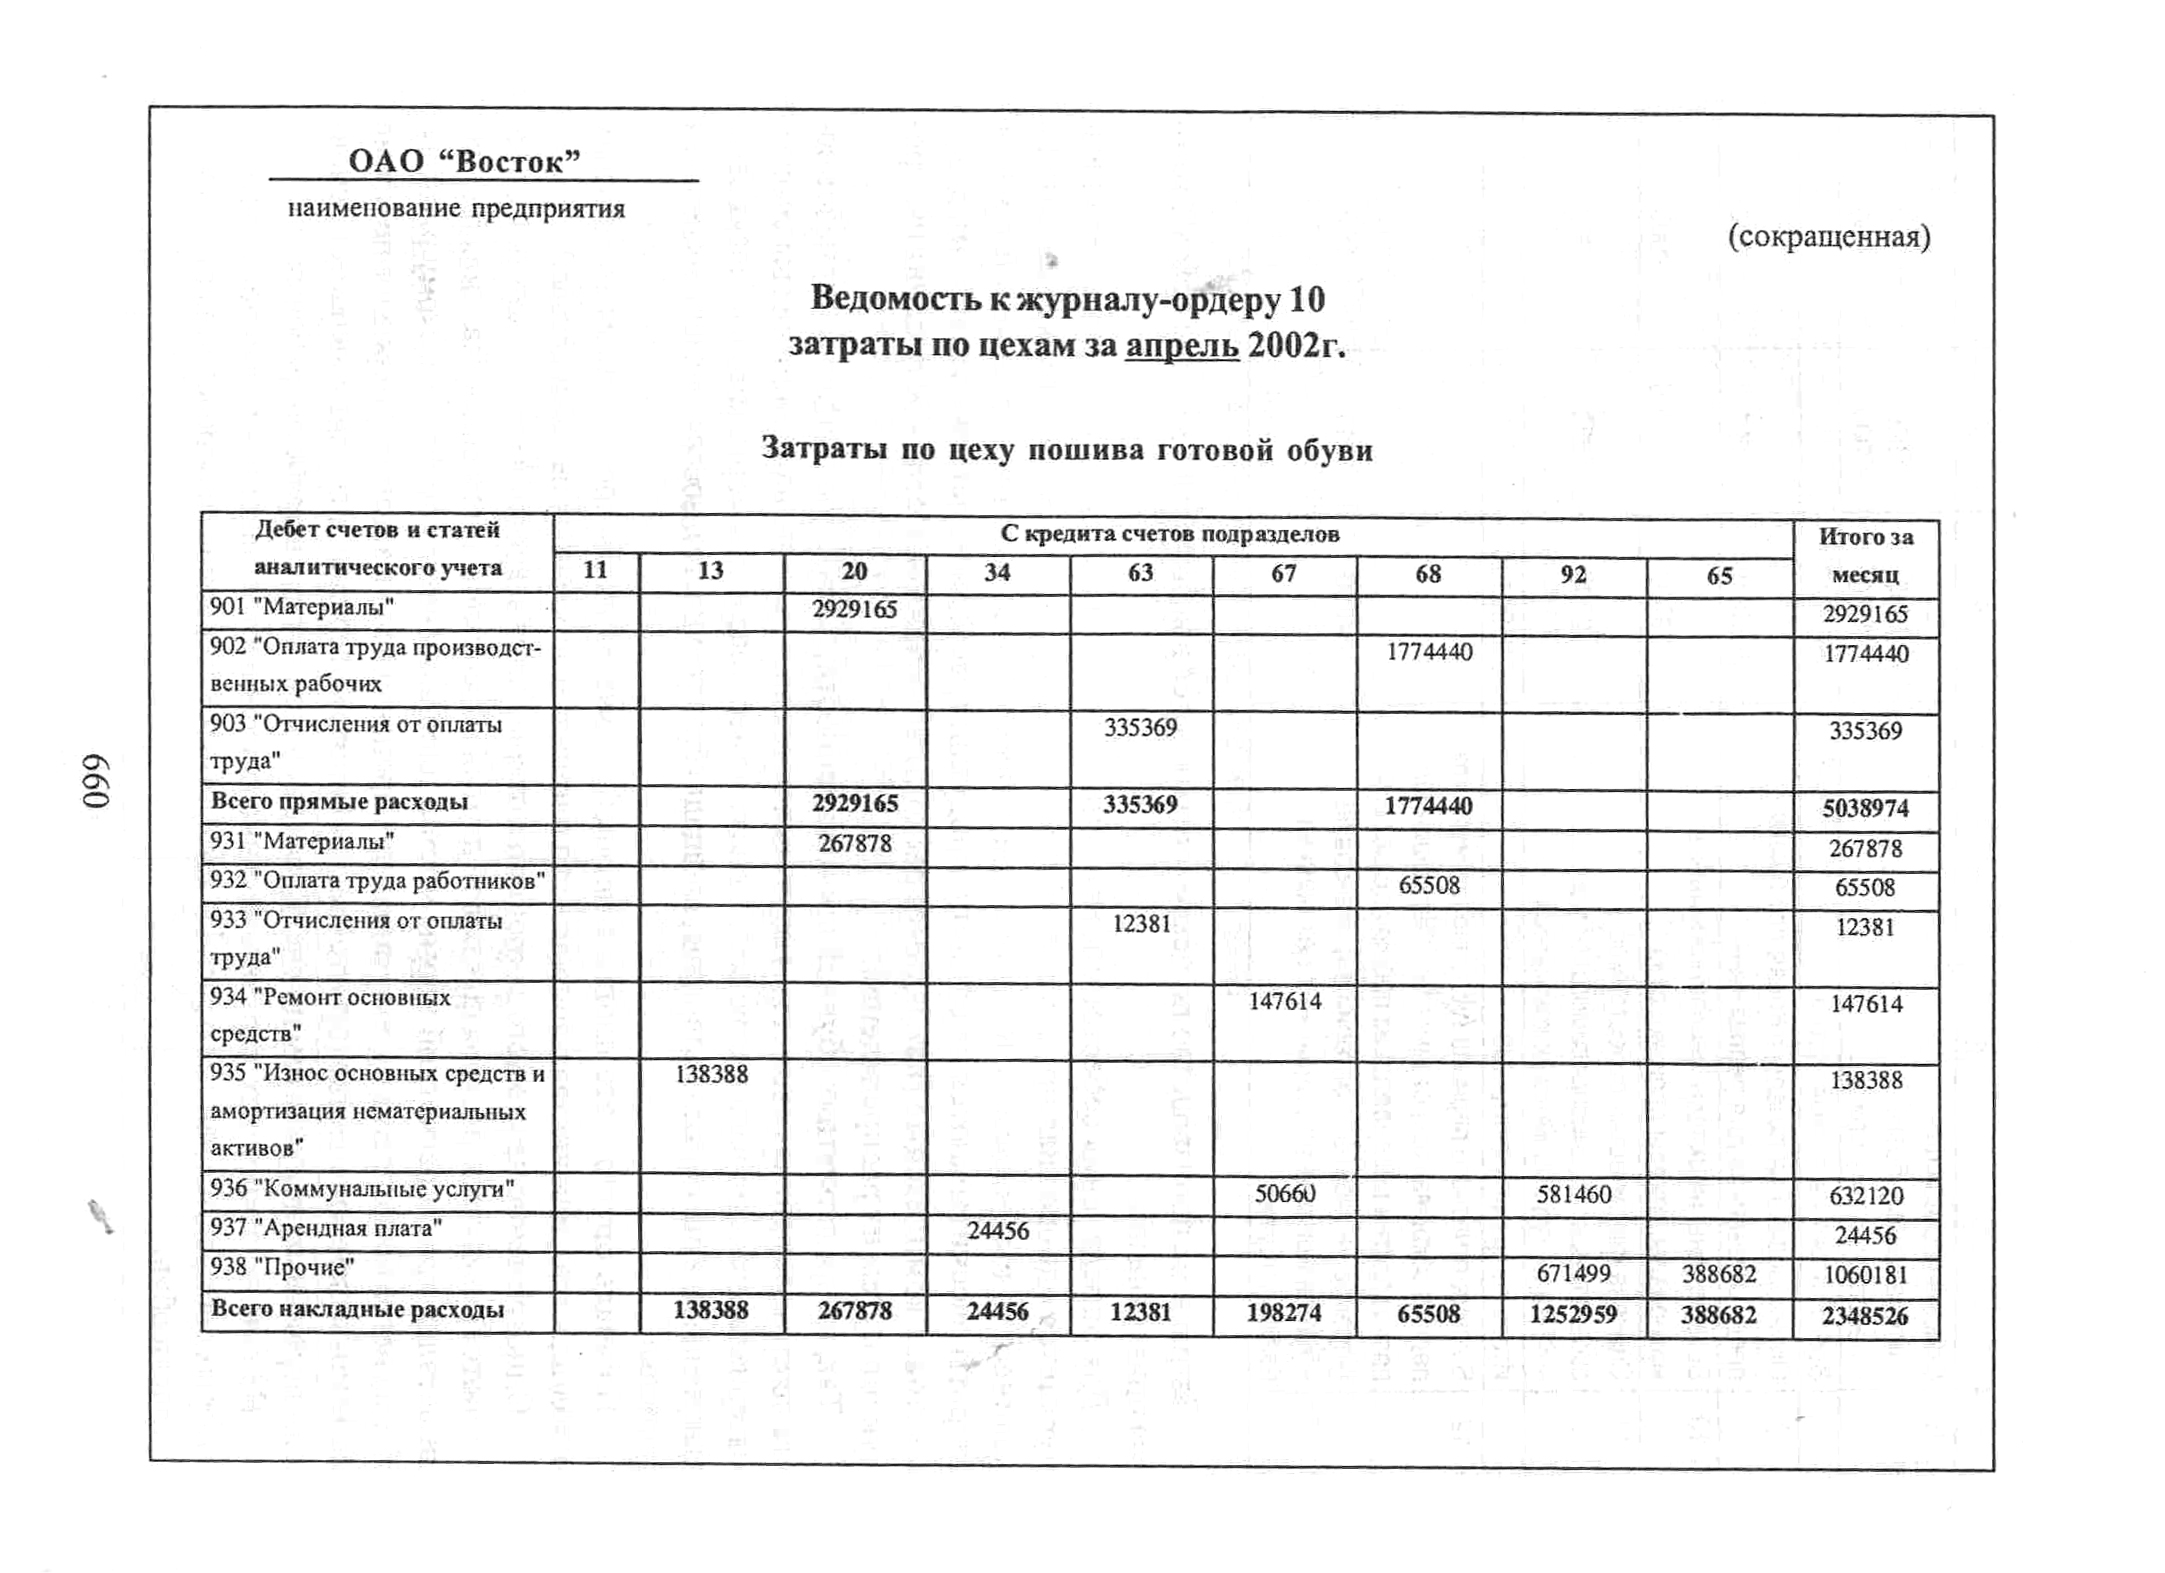 ОАО “Восток”
наименование предприятия
(сокращенная)
Ведомость к журналу-ордеру 10
затраты по цехам за апрель 2002г.
Затраты по цеху пошива готовой обуви
Дебет счетов и статей аналитического учета С кредита счетов подразделов Итого за месяц
11 13 20 34 63 67 68 92 65
901 "Материалы" 2929165 2929165
902 "Оплата труда производст- 1774440 1774440
венных рабочих
903 "Отчисления от оплаты 335369 335369
труда"
Всего прямые расходы 2929165 335369 1774440 5038974
931 "Материалы" 267878 267878
932 "Оплата труда работников" 65508 65508
933 "Отчисления от оплаты 12381 12381
труда"
934 "Ремонт основных 147614 147614
средств"
935 "Износ основных средств и 138388 138388
амортизация нематериальных
активов"
936 "Коммунальные услуги" 50660 581460 632120
937 "Арендная плата" 24456 24456
938 "Прочие" 671499 388682 1060181
Всего накладные расходы 138388 267878 24456 12381 198274 65508 1252959 388682 2348526
660